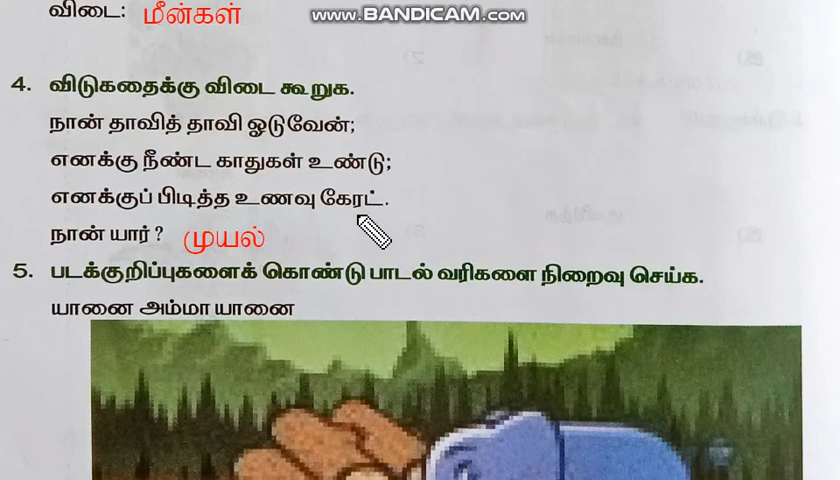 விடை: மீன்கள்
www.BANDICAM.com
4. விடுகதைக்கு விடை கூறுக.
நான் தாவித் தாவி ஓடுவேன்;
எனக்கு நீண்ட காதுகள் உண்டு;
எனக்குப் பிடித்த உணவு கேரட்.
நான் யார்? முயல்
5. படக்குறிப்புகளைக் கொண்டு பாடல் வரிகளை நிறைவு செய்க.
யானை அம்மா யானை